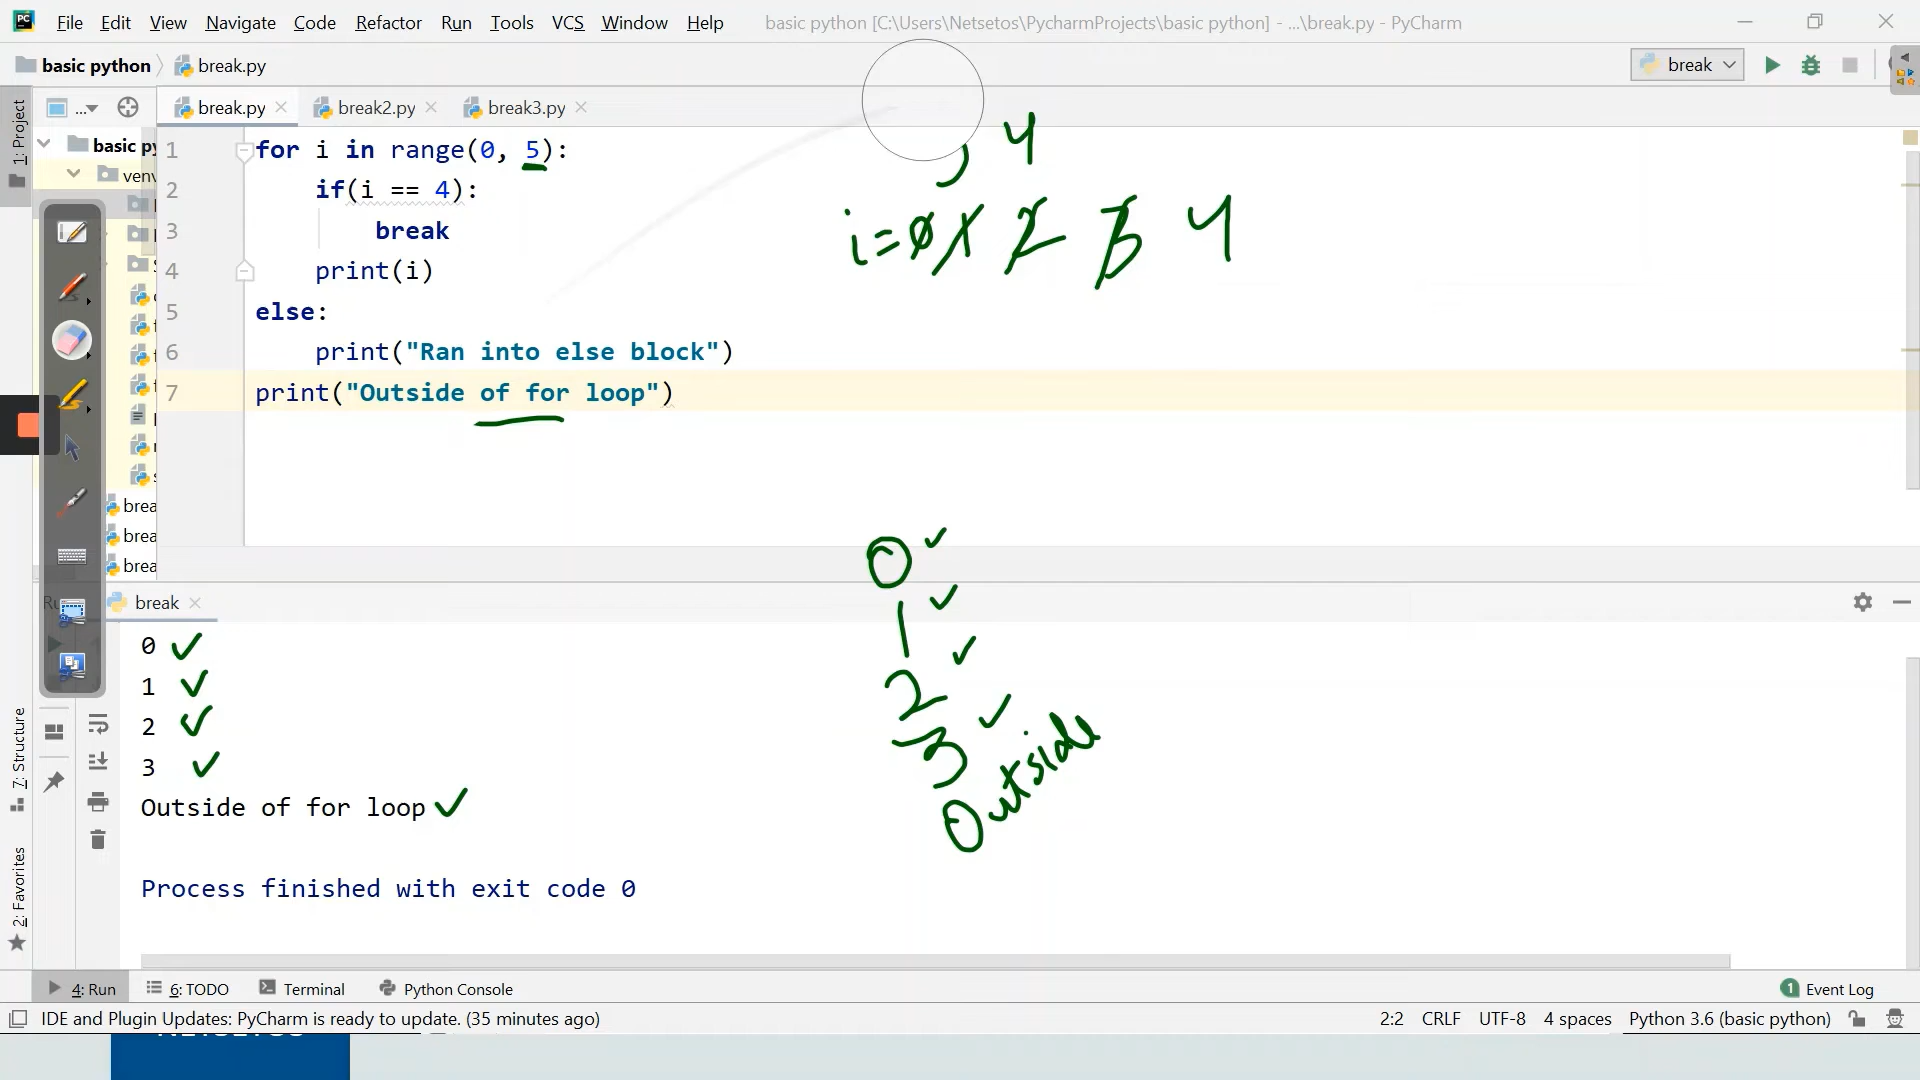 File Edit View Navigate Code Refactor Run Tools VCS Window Help basic python [C:\Users\Netsetos\PycharmProjects\basic python] - ...\break.py - PyCharm
basic python break.py break
... break.py break2.py break3.py
1: Project
basic py
venv
1 for i in range(0, 5):
2 if(i == 4):
3 break
4 print(i)
5 else:
6 print("Ran into else block")
7 print("Outside of for loop")
4
i=0 1 2 3 4
brea
brea
brea
0
1
2
3
Outside
break
0
1
2
3
Outside of for loop
Process finished with exit code 0
7: Structure
2: Favorites
4: Run 6: TODO Terminal Python Console 1 Event Log
IDE and Plugin Updates: PyCharm is ready to update. (35 minutes ago) 2:2 CRLF UTF-8 4 spaces Python 3.6 (basic python)